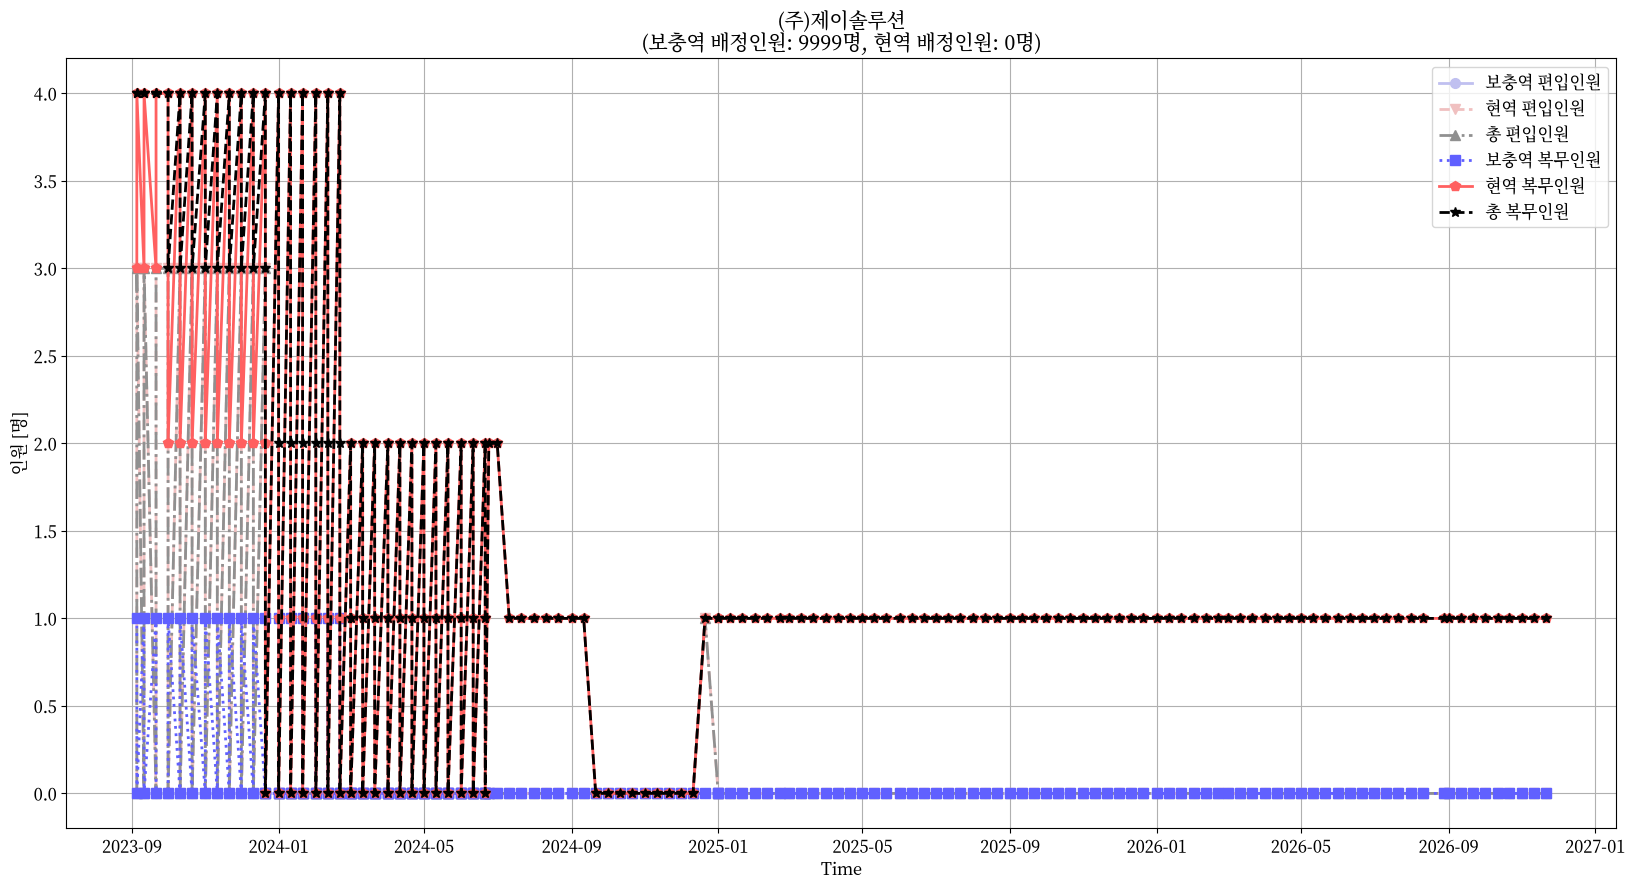 (주)제이솔루션
(보충역 배정인원: 9999명, 현역 배정인원: 0명)
보충역 편입인원
현역 편입인원
총 편입인원
보충역 복무인원
현역 복무인원
총 복무인원
인원 [명]
4.0
3.5
3.0
2.5
2.0
1.5
1.0
0.5
0.0
2023-09
2024-01
2024-05
2024-09
2025-01
2025-05
2025-09
2026-01
2026-05
2026-09
2027-01
Time